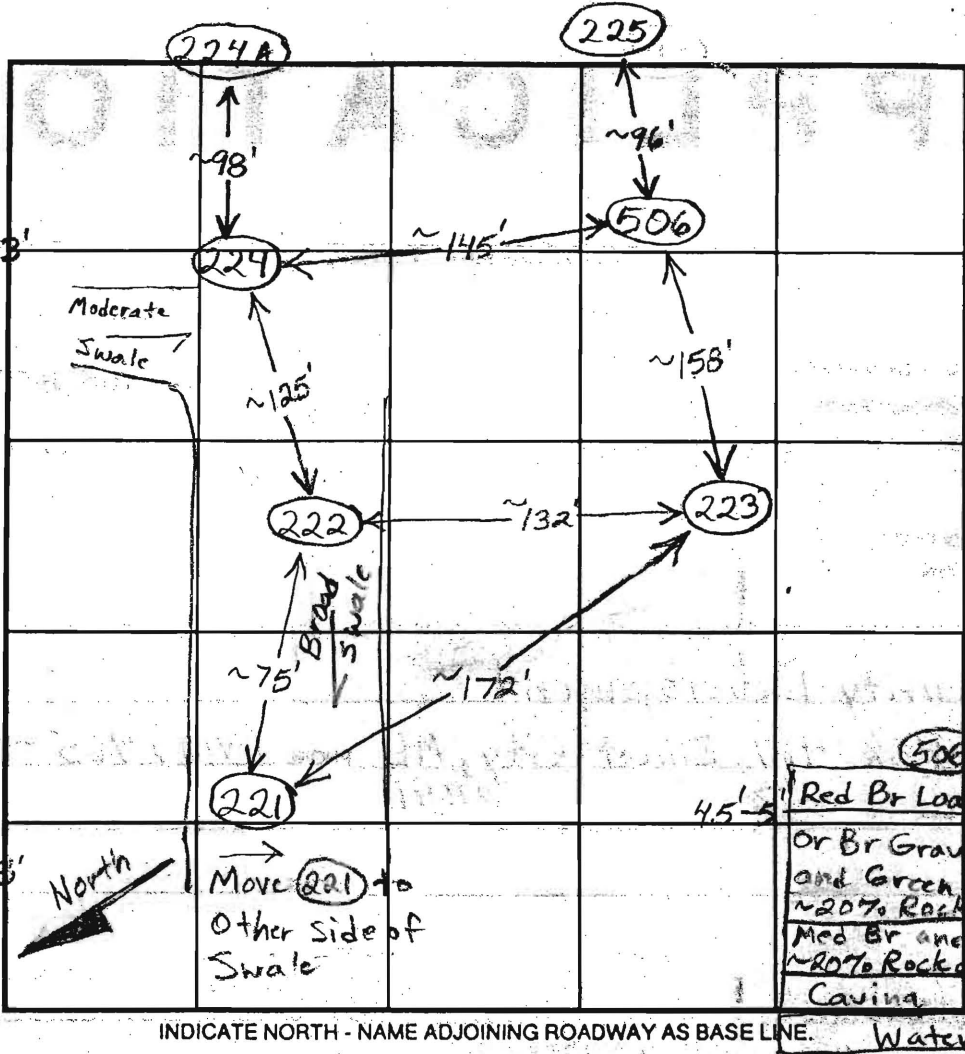 224A
225
~98'
~96'
506
3'
224
~145'
Moderate
Swale
~158'
~125'
222
~132'
223
Broad
Swale
~75'
~172'
221
506
4.5'-5'
Red Br Loa
Or Br Grav
and Green
~20% Rock
Med Br and
~20% Rock
Caving
Water
North
Move 221 to
Other side of
Swale
INDICATE NORTH - NAME ADJOINING ROADWAY AS BASE LINE.